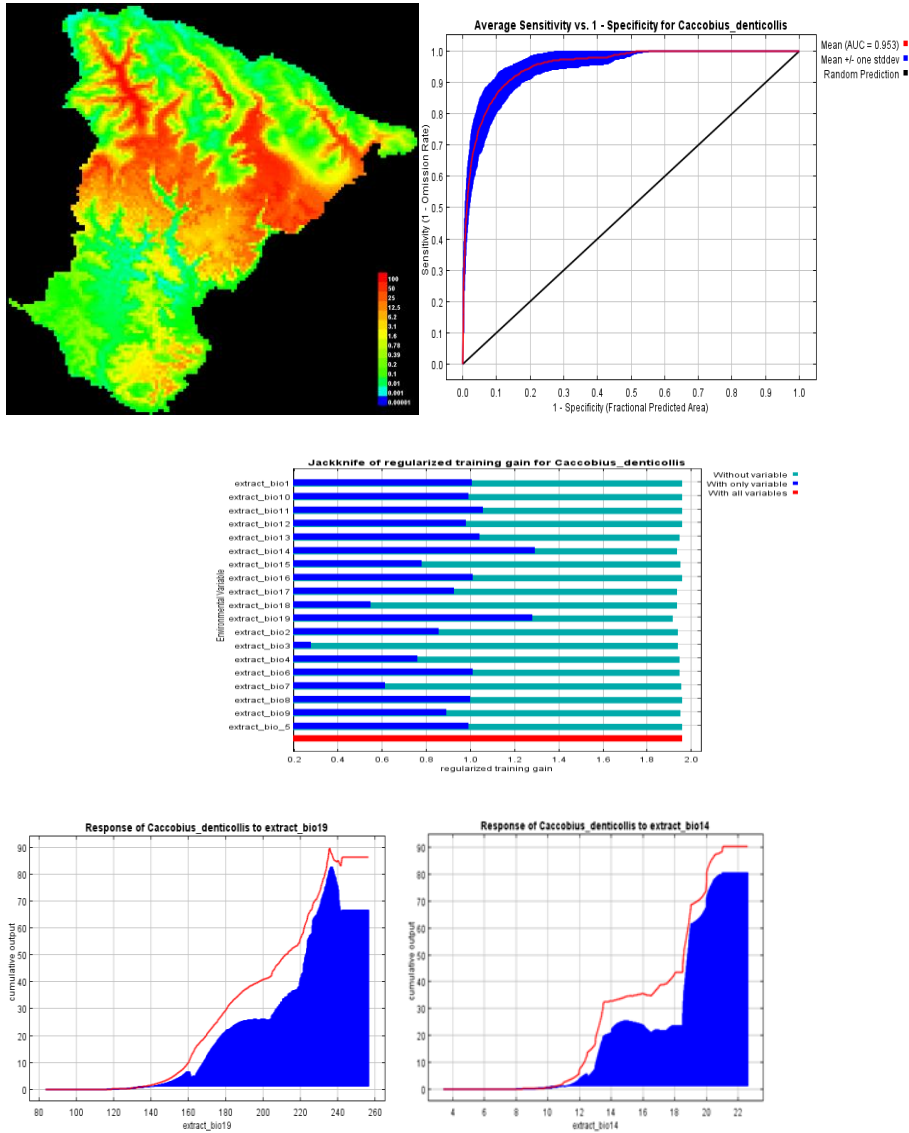 100
50
25
12.5
6.2
3.1
1.6
0.78
0.39
0.2
0.1
0.01
0.001
0.00001
Average Sensitivity vs. 1 - Specificity for Caccobius_denticollis
Mean (AUC = 0.953)
Mean +/- one stddev
Random Prediction
Sensitivity (1 - Omission Rate)
1.0
0.9
0.8
0.7
0.6
0.5
0.4
0.3
0.2
0.1
0.0
0.0 0.1 0.2 0.3 0.4 0.5 0.6 0.7 0.8 0.9 1.0
1 - Specificity (Fractional Predicted Area)
Jackknife of regularized training gain for Caccobius_denticollis
Without variable
With only variable
With all variables
Environmental Variable
extract_bio1
extract_bio10
extract_bio11
extract_bio12
extract_bio13
extract_bio14
extract_bio15
extract_bio16
extract_bio17
extract_bio18
extract_bio19
extract_bio2
extract_bio3
extract_bio4
extract_bio6
extract_bio7
extract_bio8
extract_bio9
extract_bio_5
0.2 0.4 0.6 0.8 1.0 1.2 1.4 1.6 1.8 2.0
regularized training gain
Response of Caccobius_denticollis to extract_bio19
cumulative output
90
80
70
60
50
40
30
20
10
0
80 100 120 140 160 180 200 220 240 260
extract_bio19
Response of Caccobius_denticollis to extract_bio14
cumulative output
90
80
70
60
50
40
30
20
10
0
4 6 8 10 12 14 16 18 20 22
extract_bio14